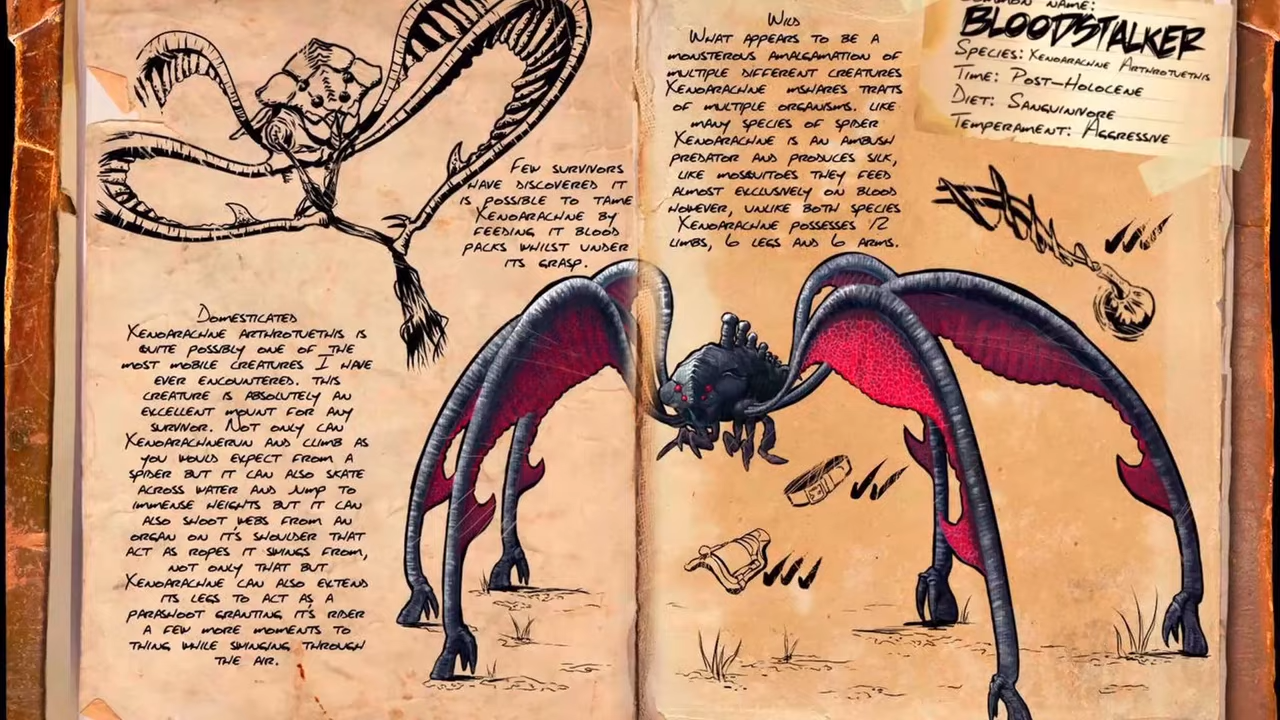 Few survivors
have discovered it
is possible to tame
Xenoarachne by
feeding it blood
packs whilst under
its grasp.
Domesticated
Xenoarachne arthrotuethis is
quite possibly one of the
most mobile creatures I have
ever encountered. This
creature is absolutely an
excellent mount for any
survivor. Not only can
Xenoarachnerun and climb as
you would expect from a
spider but it can also skate
across water and jump to
immense heights but it can
also shoot webs from an
organ on it's shoulder that
act as ropes it swings from,
not only that but
Xenoarachne can also extend
its legs to act as a
parashoot granting it's rider
a few more moments to
thing while swinging through
the air.
Wild
What appears to be a
monsterous amalgamation of
multiple different creatures
Xenoarachne mshares traits
of multiple organisms. Like
many species of spider
Xenoarachne is an ambush
predator and produces silk,
like mosquitoes they feed
almost exclusively on blood
however, unlike both species
Xenoarachne possesses 12
limbs, 6 legs and 6 arms.
Common name:
BLOODSTALKER
Species: Xenoarachne Arthrotuethis
Time: Post-Holocene
Diet: Sanguinivore
Temperament: Aggressive